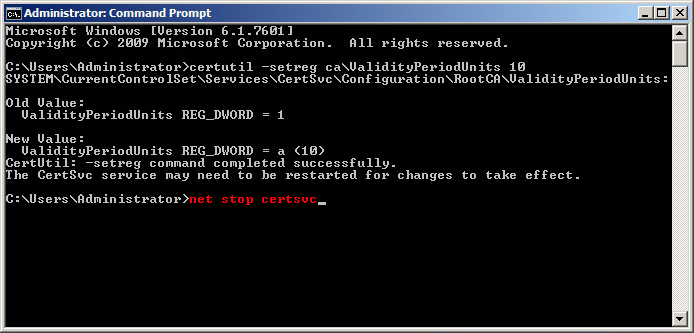 Administrator: Command Prompt
Microsoft Windows [Version 6.1.7601]
Copyright (c) 2009 Microsoft Corporation.  All rights reserved.
C:\Users\Administrator>certutil -setreg ca\ValidityPeriodUnits 10
SYSTEM\CurrentControlSet\Services\CertSvc\Configuration\RootCA\ValidityPeriodUnits:
Old Value:
  ValidityPeriodUnits REG_DWORD = 1
New Value:
  ValidityPeriodUnits REG_DWORD = a (10)
CertUtil: -setreg command completed successfully.
The CertSvc service may need to be restarted for changes to take effect.
C:\Users\Administrator>net stop certsvc_